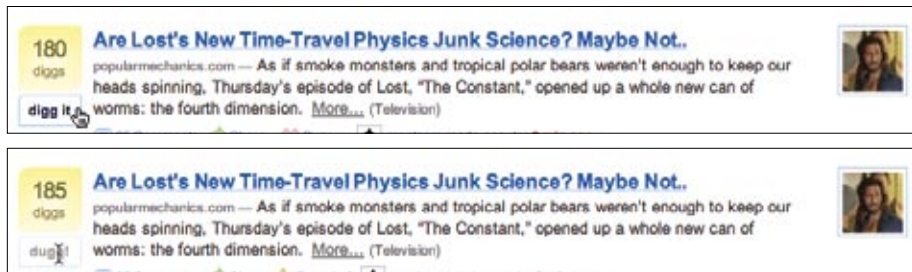 180
diggs
digg it
Are Lost's New Time-Travel Physics Junk Science? Maybe Not..
popularmechanics.com — As if smoke monsters and tropical polar bears weren't enough to keep our
heads spinning, Thursday's episode of Lost, "The Constant," opened up a whole new can of
worms: the fourth dimension. More... (Television)
185
diggs
Are Lost's New Time-Travel Physics Junk Science? Maybe Not..
popularmechanics.com — As if smoke monsters and tropical polar bears weren't enough to keep our
heads spinning, Thursday's episode of Lost, "The Constant," opened up a whole new can of
worms: the fourth dimension. More... (Television)